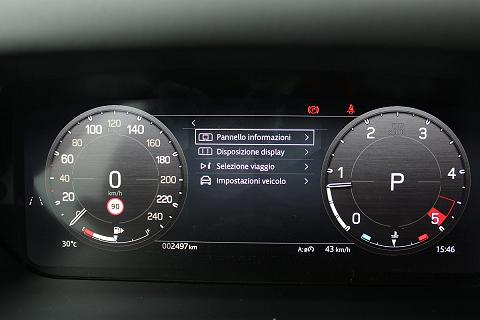 Pannello informazioni
Disposizione display
Selezione viaggio
Impostazioni veicolo
0
20
40
60
80
100
120
140
160
180
200
220
240
0
km/h
90
0
1
2
3
4
5
P
30°C
002497 km
43 km/h
15:46